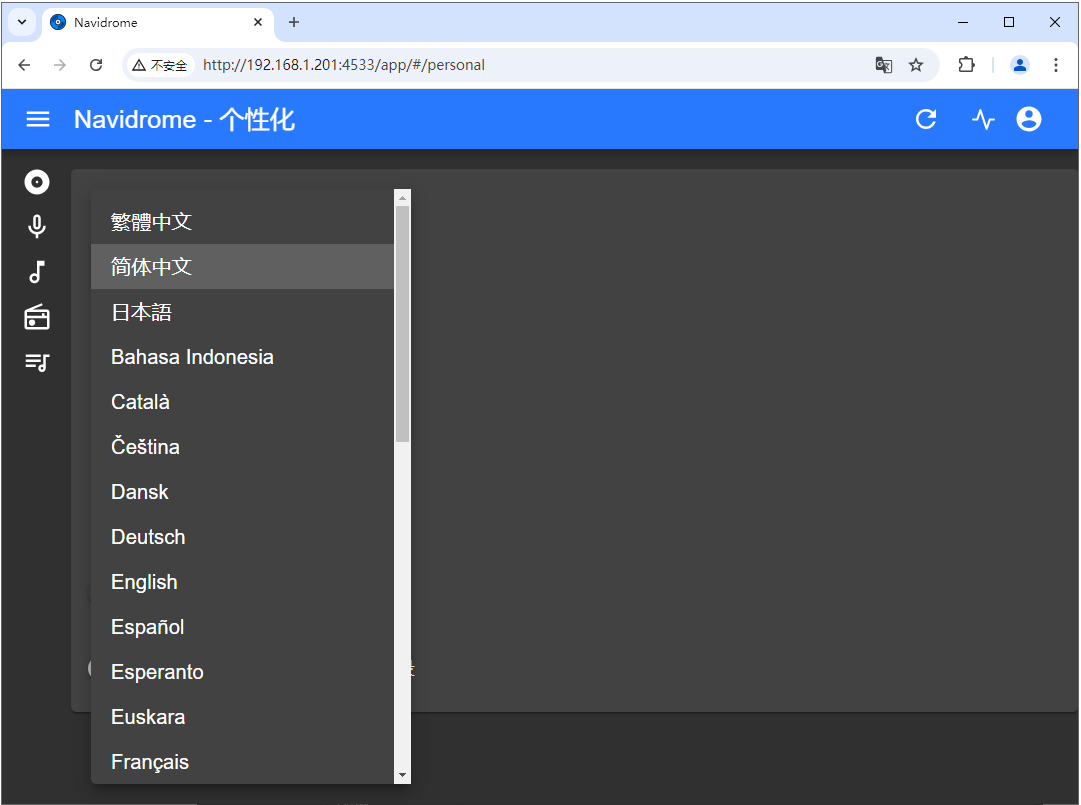 Navidrome
不安全 http://192.168.1.201:4533/app/#/personal
Navidrome - 个性化
繁體中文
简体中文
日本語
Bahasa Indonesia
Català
Čeština
Dansk
Deutsch
English
Español
Esperanto
Euskara
Français